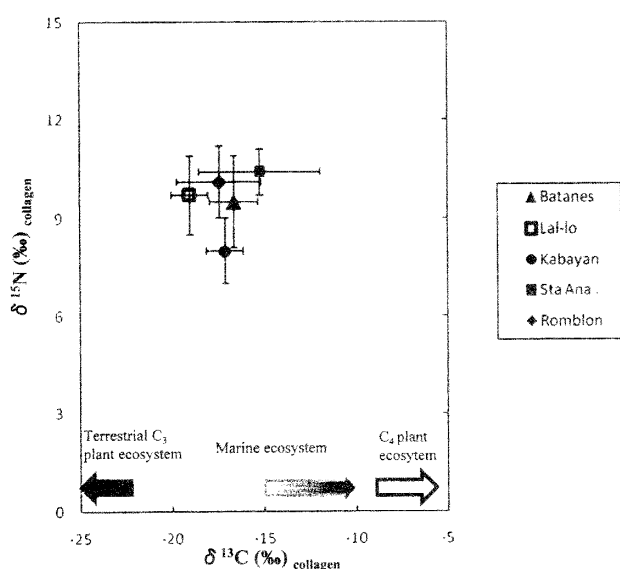 15
12
9
6
3
0
δ ¹⁵N (‰) collagen
Terrestrial C₃
plant ecosystem
Marine ecosystem
C₄ plant
ecosytem
-25
-20
-15
-10
-5
δ ¹³C (‰) collagen
Batanes
Lal-lo
Kabayan
Sta Ana .
Romblon